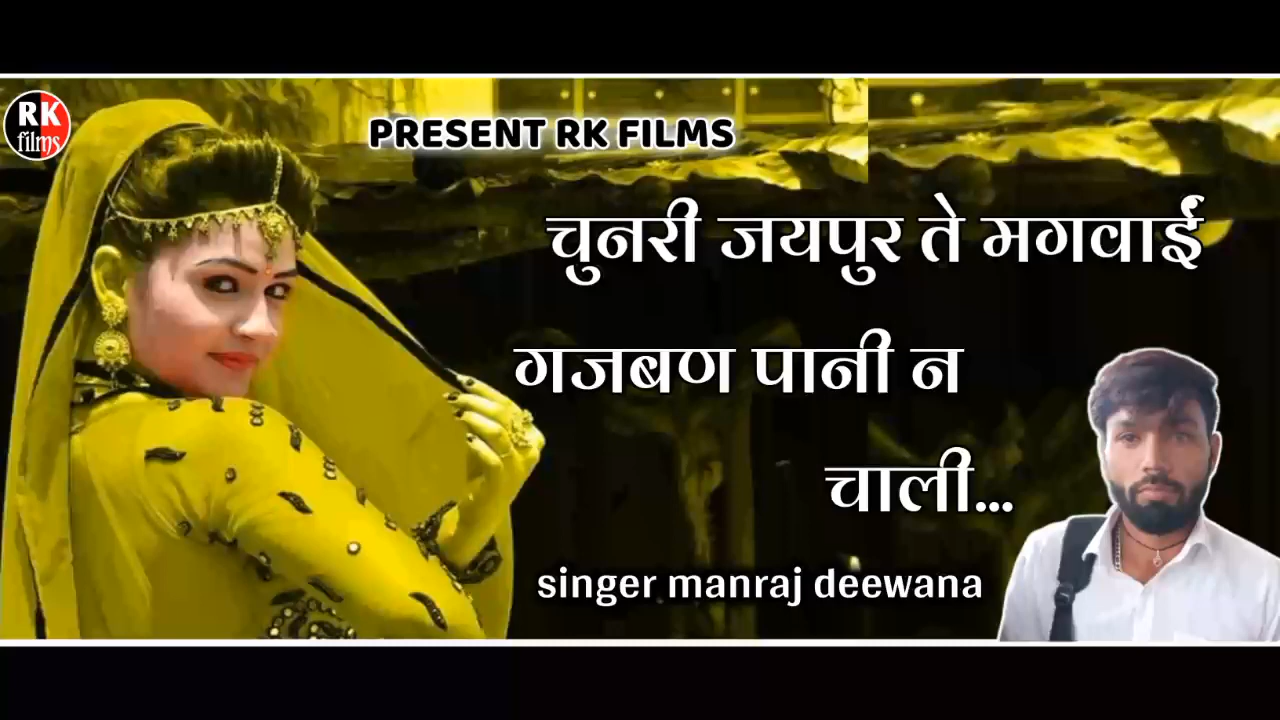 RK
films
PRESENT RK FILMS
चुनरी जयपुर ते मगवाईं
गजबण पानी न
चाली...
singer manraj deewana